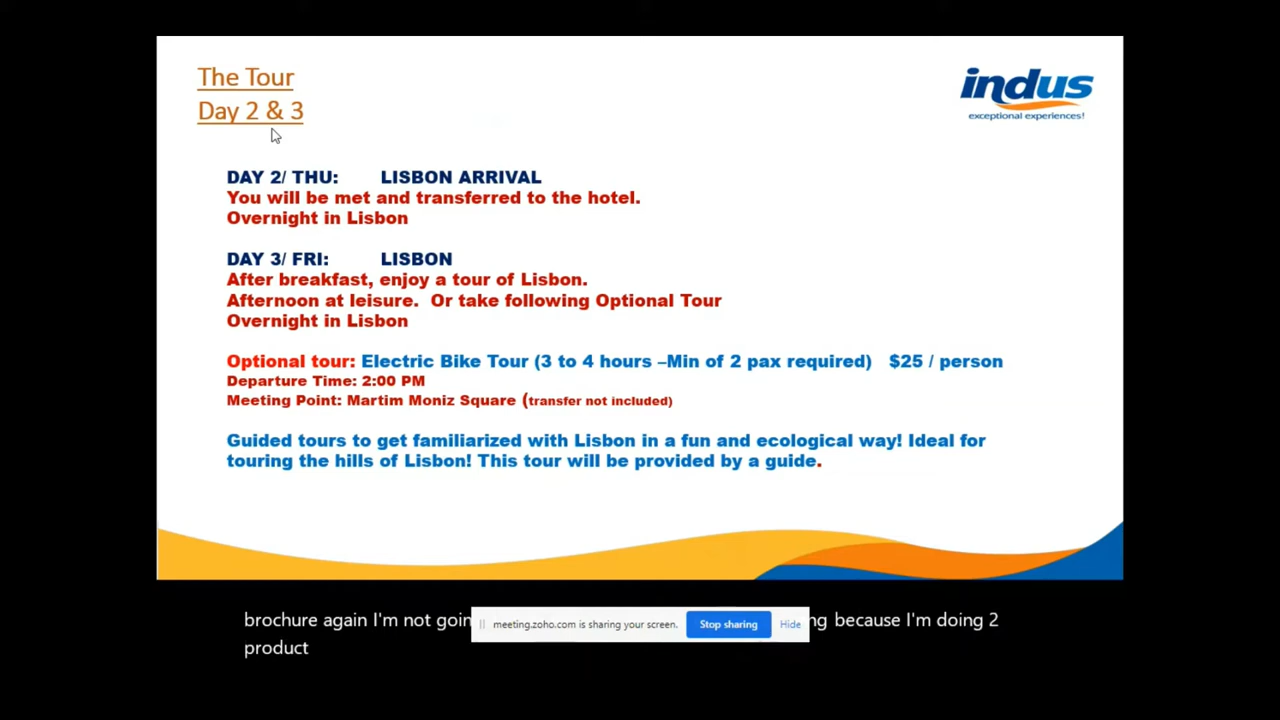 The Tour
Day 2 & 3
indus
exceptional experiences!
DAY 2/ THU: LISBON ARRIVAL
You will be met and transferred to the hotel.
Overnight in Lisbon
DAY 3/ FRI: LISBON
After breakfast, enjoy a tour of Lisbon.
Afternoon at leisure. Or take following Optional Tour
Overnight in Lisbon
Optional tour: Electric Bike Tour (3 to 4 hours –Min of 2 pax required) $25 / person
Departure Time: 2:00 PM
Meeting Point: Martim Moniz Square (transfer not included)
Guided tours to get familiarized with Lisbon in a fun and ecological way! Ideal for
touring the hills of Lisbon! This tour will be provided by a guide.
brochure again I'm not because I'm doing 2
product
meeting.zoho.com is sharing your screen. Stop sharing Hide